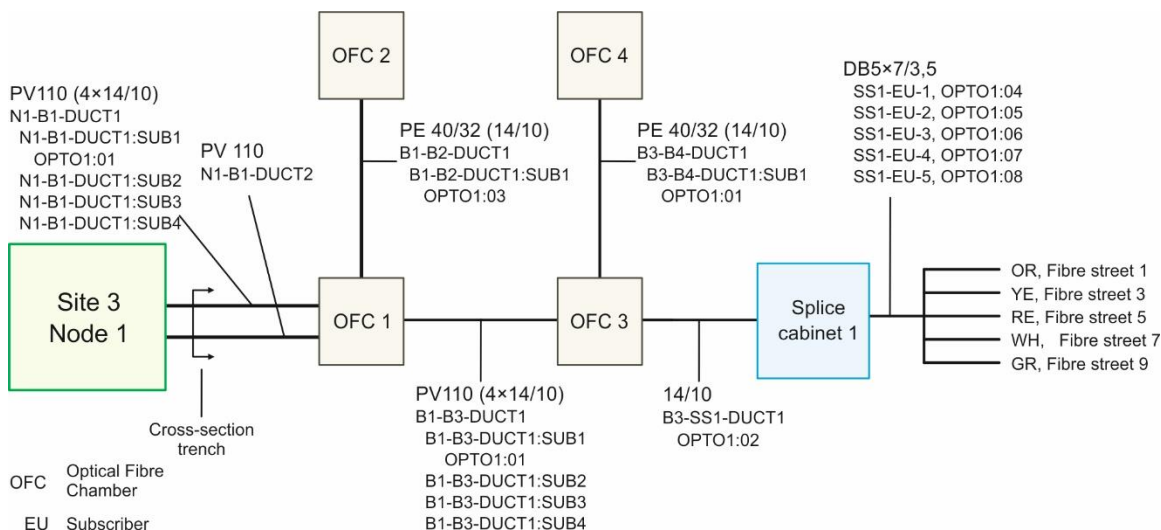 OFC 2
OFC 4
DB5×7/3,5
SS1-EU-1, OPTO1:04
SS1-EU-2, OPTO1:05
SS1-EU-3, OPTO1:06
SS1-EU-4, OPTO1:07
SS1-EU-5, OPTO1:08
PV110 (4×14/10)
N1-B1-DUCT1
N1-B1-DUCT1:SUB1
OPTO1:01
N1-B1-DUCT1:SUB2
N1-B1-DUCT1:SUB3
N1-B1-DUCT1:SUB4
PV 110
N1-B1-DUCT2
PE 40/32 (14/10)
B1-B2-DUCT1
B1-B2-DUCT1:SUB1
OPTO1:03
PE 40/32 (14/10)
B3-B4-DUCT1
B3-B4-DUCT1:SUB1
OPTO1:01
Site 3
Node 1
OFC 1
OFC 3
Splice
cabinet 1
OR, Fibre street 1
YE, Fibre street 3
RE, Fibre street 5
WH, Fibre street 7
GR, Fibre street 9
Cross-section
trench
PV110 (4×14/10)
B1-B3-DUCT1
B1-B3-DUCT1:SUB1
OPTO1:01
B1-B3-DUCT1:SUB2
B1-B3-DUCT1:SUB3
B1-B3-DUCT1:SUB4
14/10
B3-SS1-DUCT1
OPTO1:02
OFC Optical Fibre
Chamber
EU Subscriber